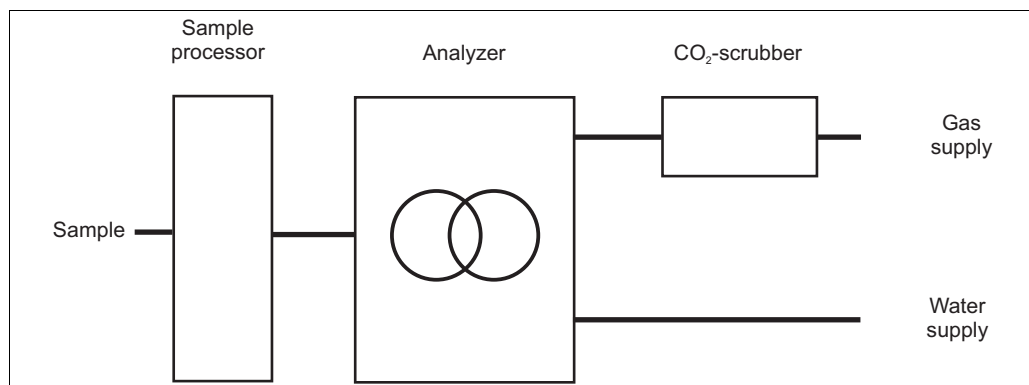 Sample
processor
Analyzer
CO₂-scrubber
Gas
supply
Sample
Water
supply